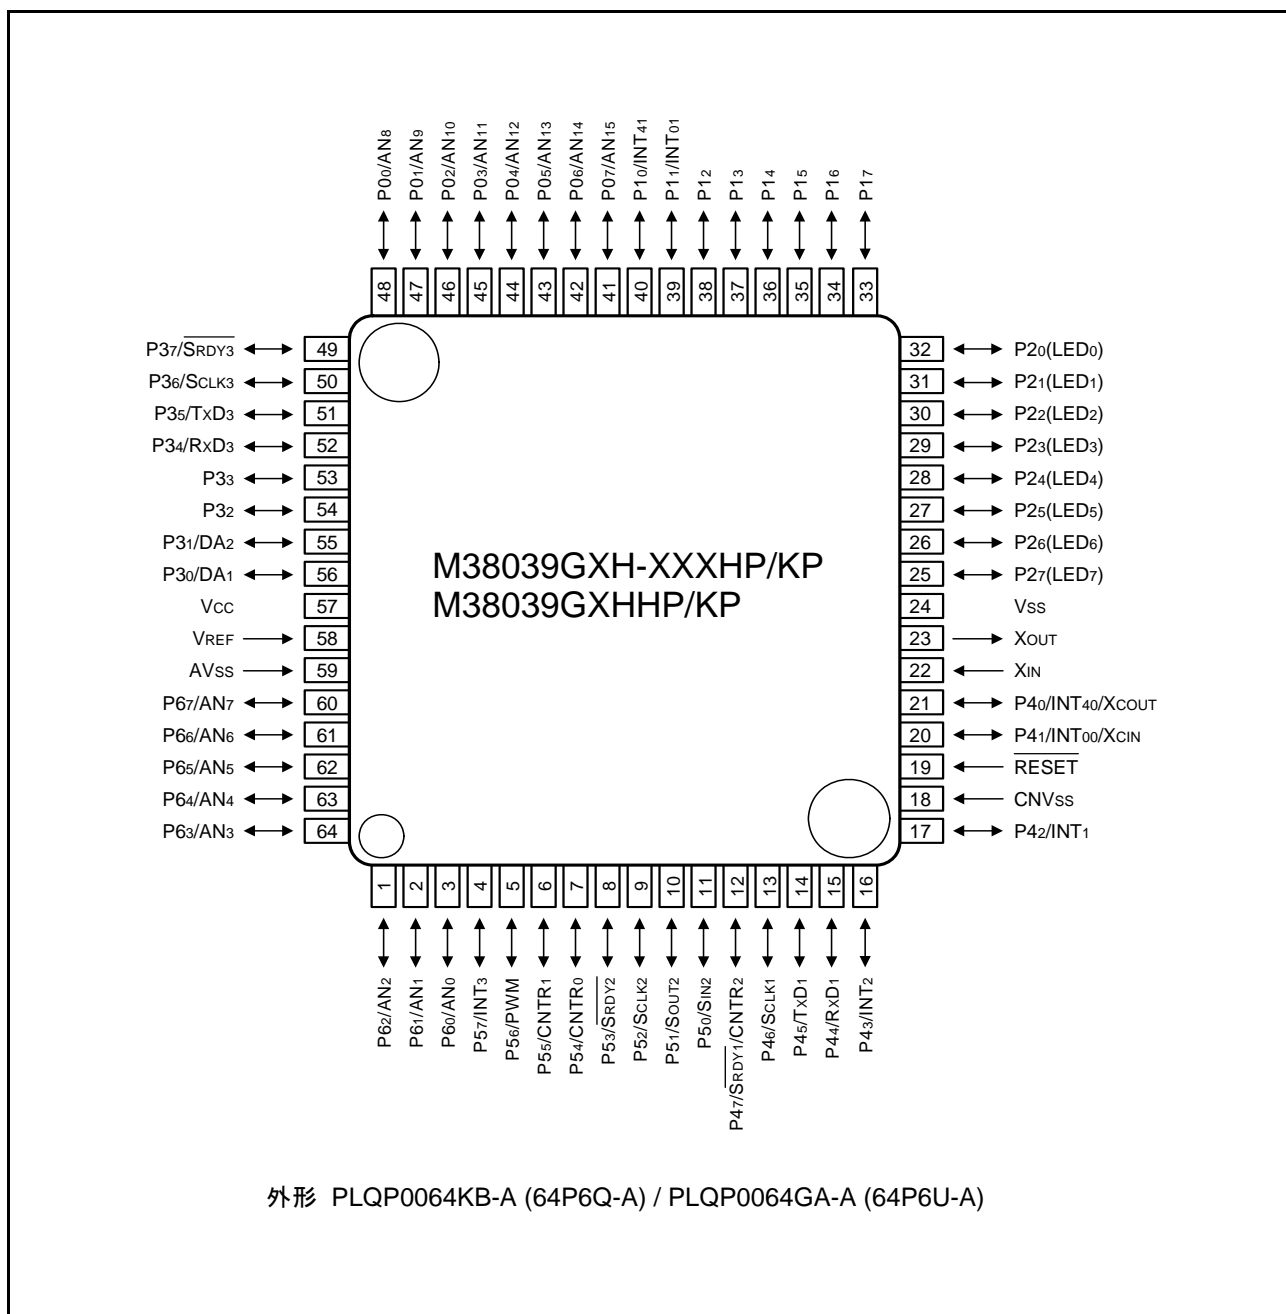 P00/AN8
P01/AN9
P02/AN10
P03/AN11
P04/AN12
P05/AN13
P06/AN14
P07/AN15
P10/INT41
P11/INT01
P12
P13
P14
P15
P16
P17
48
47
46
45
44
43
42
41
40
39
38
37
36
35
34
33
P37/SRDY3 49
P36/SCLK3 50
P35/TXD3 51
P34/RXD3 52
P33 53
P32 54
P31/DA2 55
P30/DA1 56
VCC 57
VREF 58
AVSS 59
P67/AN7 60
P66/AN6 61
P65/AN5 62
P64/AN4 63
P63/AN3 64
M38039GXH-XXXHP/KP
M38039GXHHP/KP
32 P20(LED0)
31 P21(LED1)
30 P22(LED2)
29 P23(LED3)
28 P24(LED4)
27 P25(LED5)
26 P26(LED6)
25 P27(LED7)
24 VSS
23 XOUT
22 XIN
21 P40/INT40/XCOUT
20 P41/INT00/XCIN
19 RESET
18 CNVSS
17 P42/INT1
1
2
3
4
5
6
7
8
9
10
11
12
13
14
15
16
P62/AN2
P61/AN1
P60/AN0
P57/INT3
P56/PWM
P55/CNTR1
P54/CNTR0
P53/SRDY2
P52/SCLK2
P51/SOUT2
P50/SIN2
P47/SRDY1/CNTR2
P46/SCLK1
P45/TXD1
P44/RXD1
P43/INT2
外形 PLQP0064KB-A (64P6Q-A) / PLQP0064GA-A (64P6U-A)